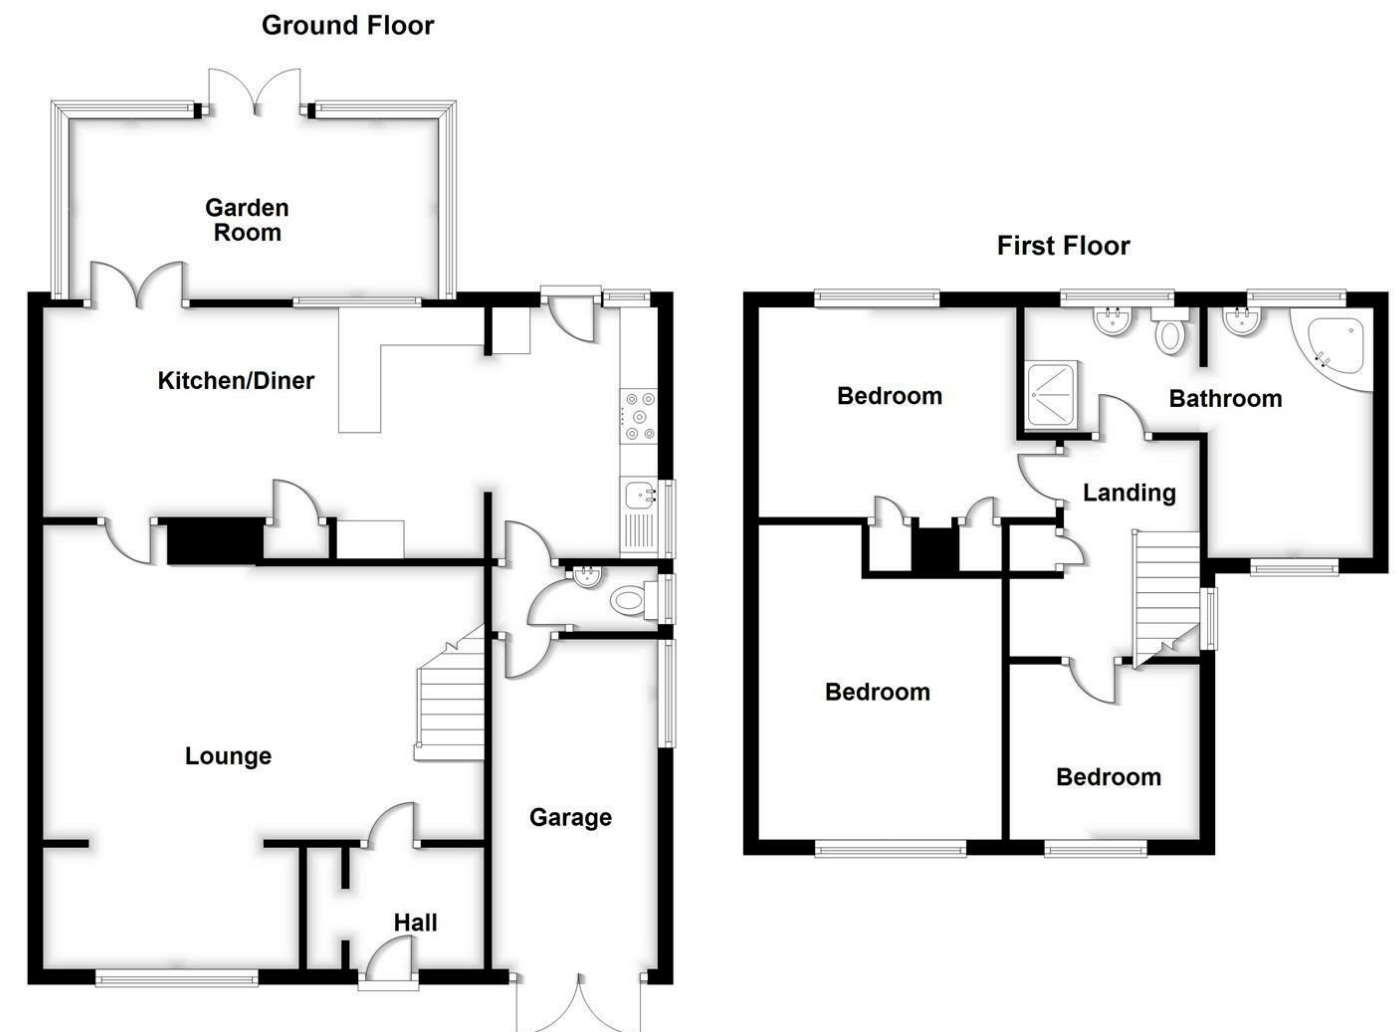 Ground Floor
Garden
Room
Kitchen/Diner
Lounge
Garage
Hall
First Floor
Bedroom
Bathroom
Landing
Bedroom
Bedroom